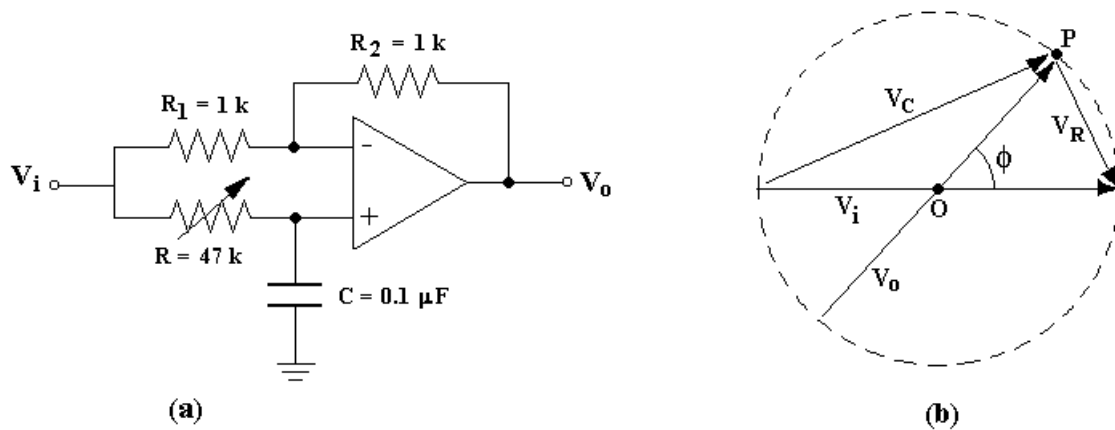 R2 = 1 k
R1 = 1 k
-
Vi
+
Vo
R = 47 k
C = 0.1 µF
(a)
P
VC
VR
ϕ
Vi
O
Vo
(b)